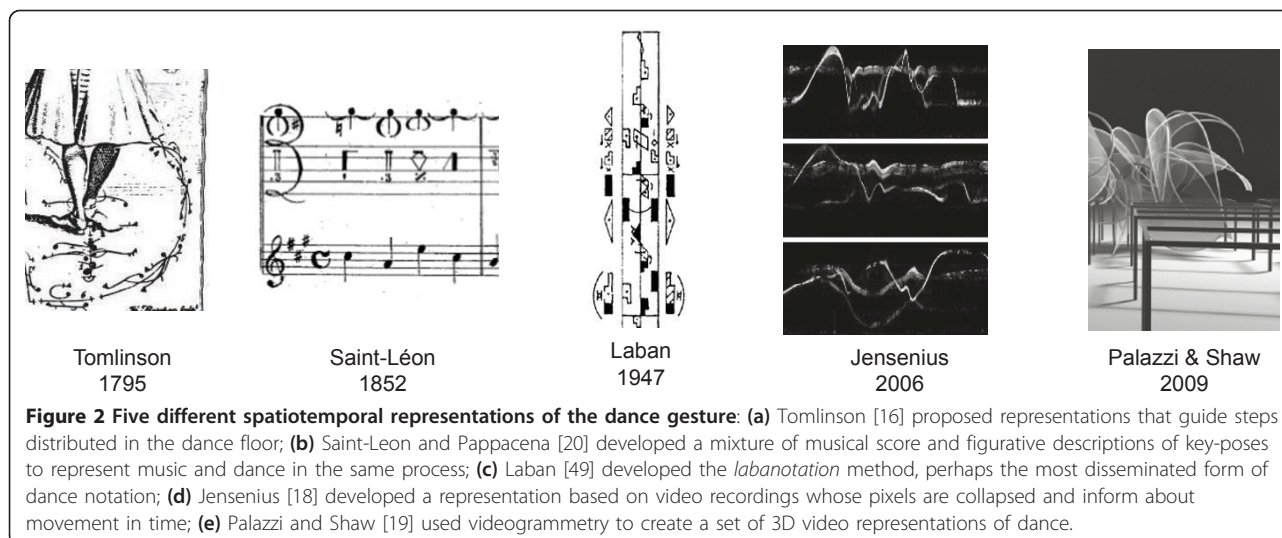 Tomlinson
1795
Saint-Léon
1852
Laban
1947
Jensenius
2006
Palazzi & Shaw
2009
Figure 2 Five different spatiotemporal representations of the dance gesture: (a) Tomlinson [16] proposed representations that guide steps
distributed in the dance floor; (b) Saint-Leon and Pappacena [20] developed a mixture of musical score and figurative descriptions of key-poses
to represent music and dance in the same process; (c) Laban [49] developed the labanotation method, perhaps the most disseminated form of
dance notation; (d) Jensenius [18] developed a representation based on video recordings whose pixels are collapsed and inform about
movement in time; (e) Palazzi and Shaw [19] used videogrammetry to create a set of 3D video representations of dance.